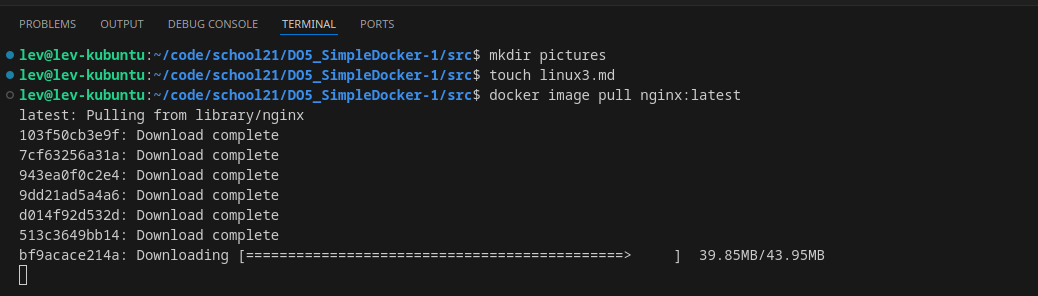 PROBLEMS OUTPUT DEBUG CONSOLE TERMINAL PORTS
lev@lev-kubuntu:~/code/school21/DO5_SimpleDocker-1/src$ mkdir pictures
lev@lev-kubuntu:~/code/school21/DO5_SimpleDocker-1/src$ touch linux3.md
lev@lev-kubuntu:~/code/school21/DO5_SimpleDocker-1/src$ docker image pull nginx:latest
latest: Pulling from library/nginx
103f50cb3e9f: Download complete
7cf63256a31a: Download complete
943ea0f0c2e4: Download complete
9dd21ad5a4a6: Download complete
d014f92d532d: Download complete
513c3649bb14: Download complete
bf9acace214a: Downloading [=============================================>     ]  39.85MB/43.95MB